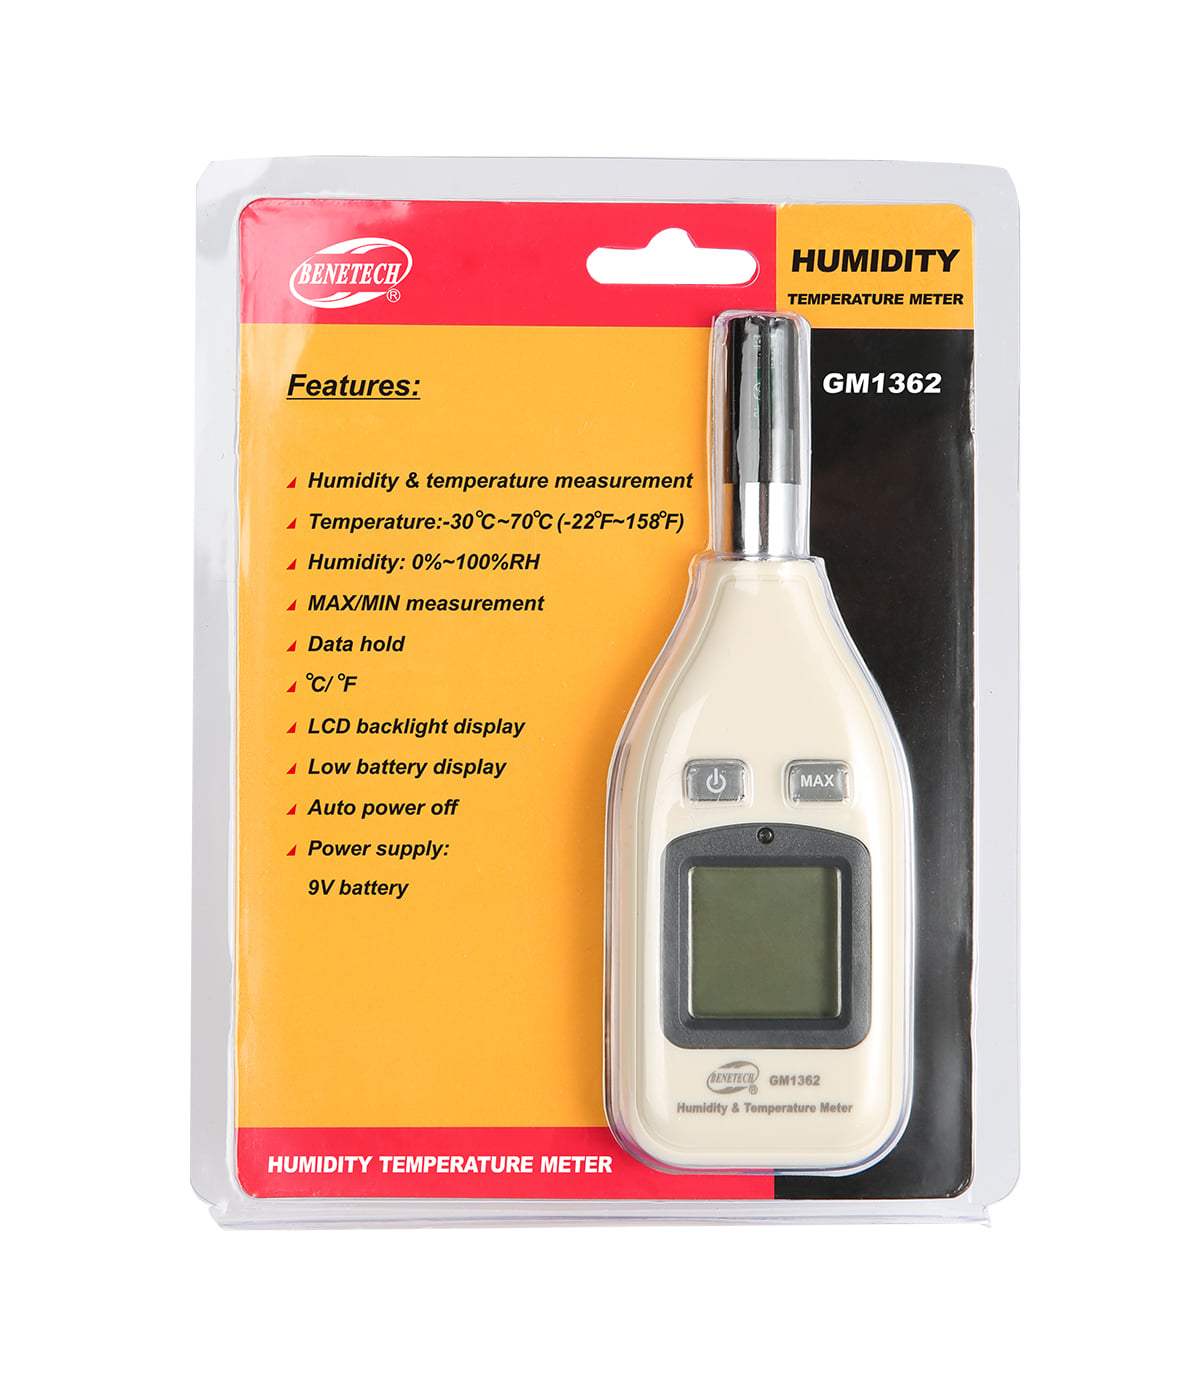 BENETECH®
HUMIDITY
TEMPERATURE METER
GM1362
Features:
Humidity & temperature measurement
Temperature:-30°C~70°C (-22°F~158°F)
Humidity: 0%~100%RH
MAX/MIN measurement
Data hold
°C/ °F
LCD backlight display
Low battery display
Auto power off
Power supply:
9V battery
MAX
BENETECH® GM1362
Humidity & Temperature Meter
HUMIDITY TEMPERATURE METER